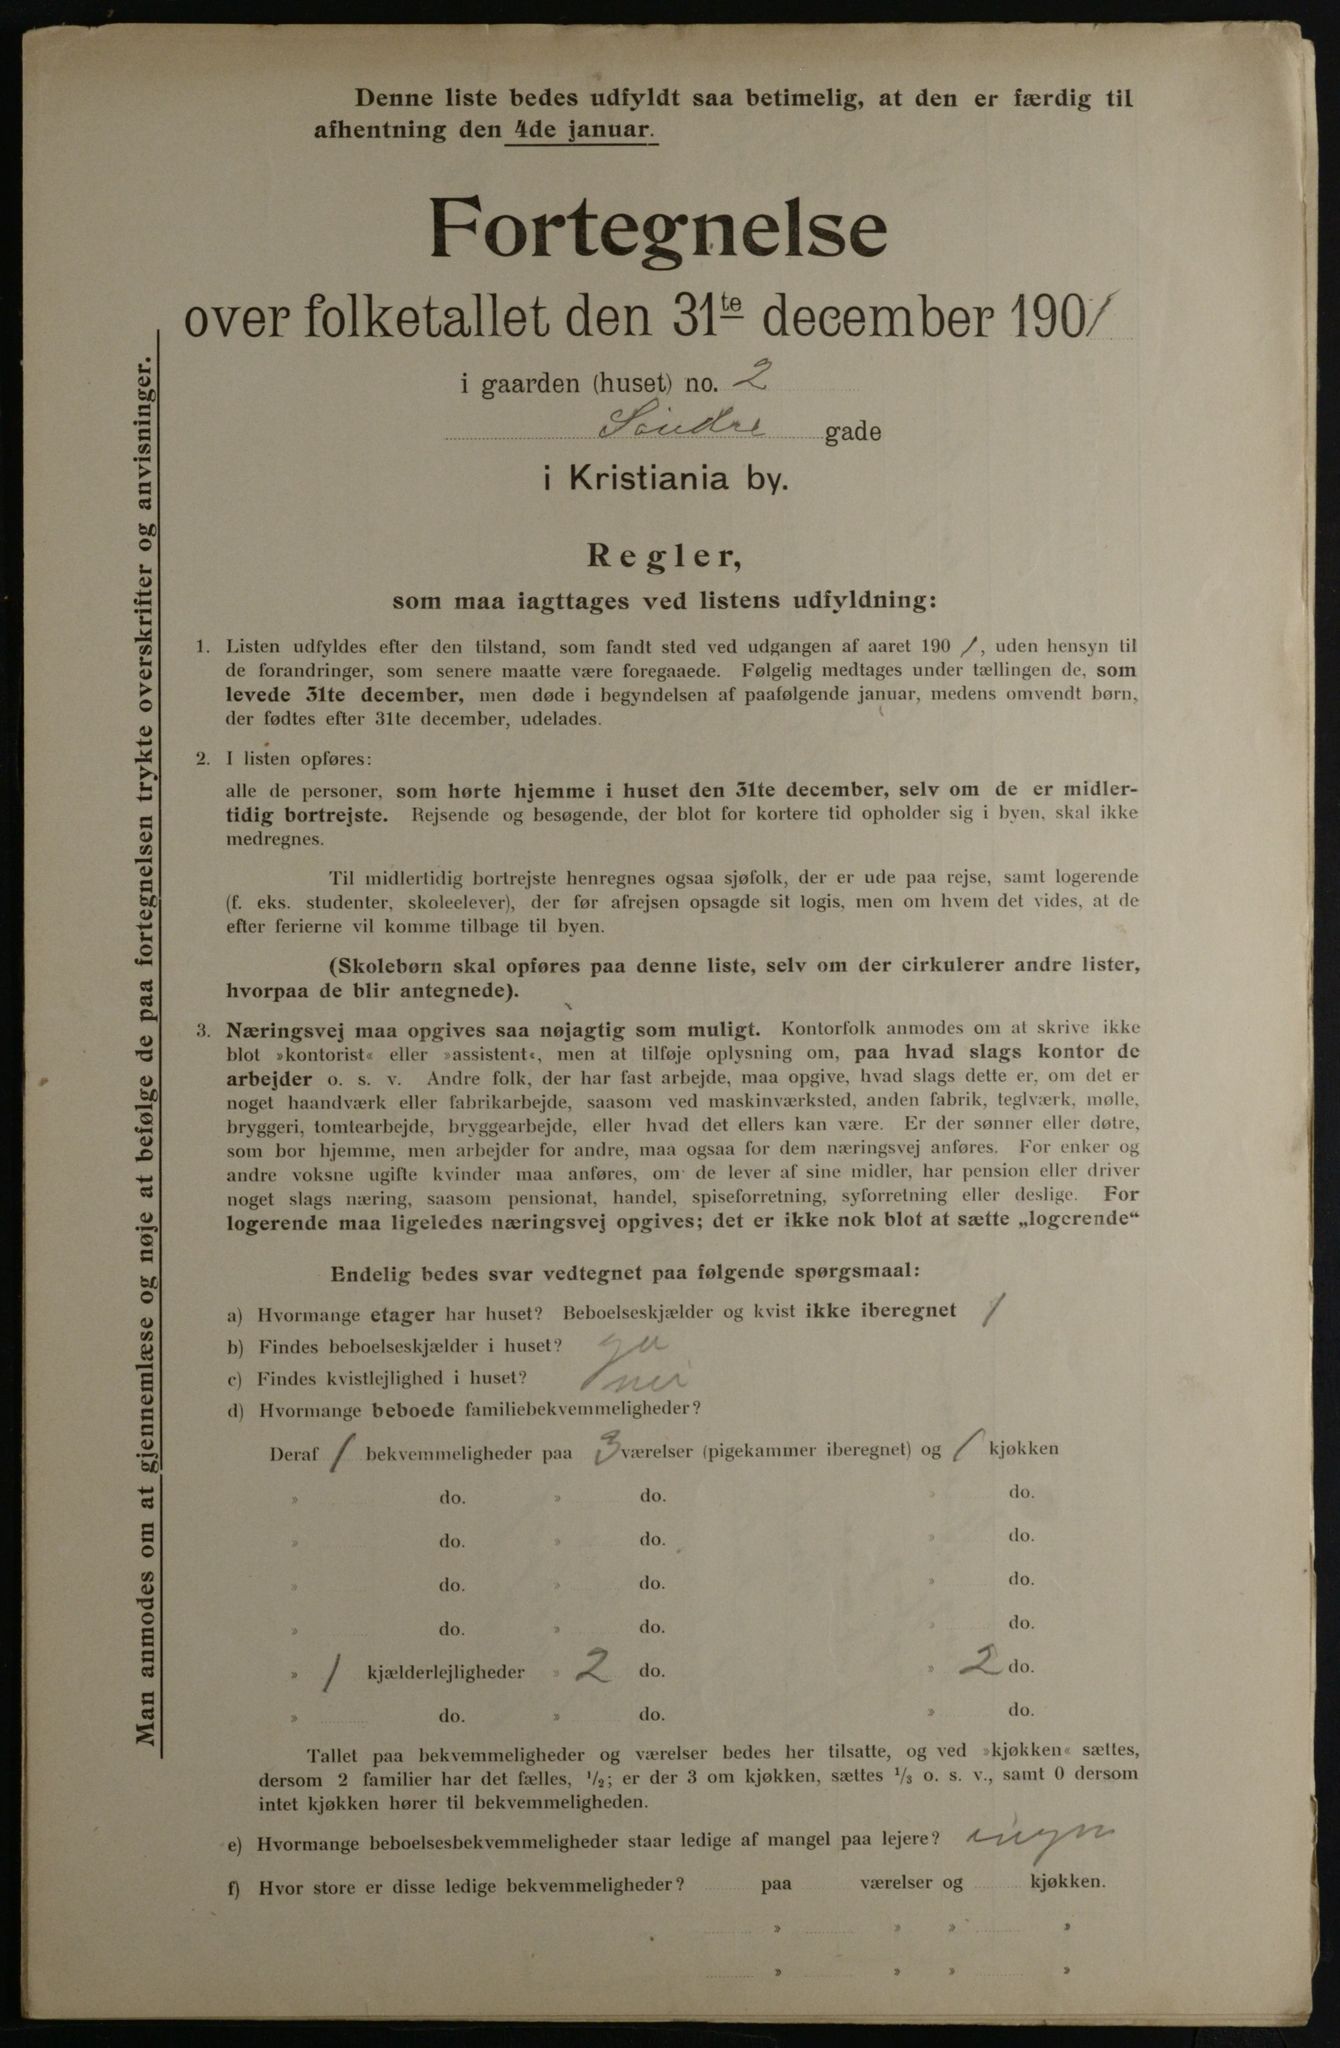 Denne liste bedes udfyldt saa betimelig, at den er færdig til
afhentning den 4de januar.
Fortegnelse
over folketallet den 31te december 1901
i gaarden (huset) no. 2
Søndre gade
i Kristiania by.
Regler,
som maa iagttages ved listens udfyldning:
1. Listen udfyldes efter den tilstand, som fandt sted ved udgangen af aaret 190 1, uden hensyn til
de forandringer, som senere maatte være foregaaede. Følgelig medtages under tællingen de, som
levede 31te december, men døde i begyndelsen af paafølgende januar, medens omvendt børn,
der fødtes efter 31te december, udelades.
2. I listen opføres:
alle de personer, som hørte hjemme i huset den 31te december, selv om de er midler-
tidig bortrejste. Rejsende og besøgende, der blot for kortere tid opholder sig i byen, skal ikke
medregnes.
Til midlertidig bortrejste henregnes ogsaa sjøfolk, der er ude paa rejse, samt logerende
(f. eks. studenter, skoleelever), der før afrejsen opsagde sit logis, men om hvem det vides, at de
efter ferierne vil komme tilbage til byen.
(Skolebørn skal opføres paa denne liste, selv om der cirkulerer andre lister,
hvorpaa de blir antegnede).
3. Næringsvej maa opgives saa nøjagtig som muligt. Kontorfolk anmodes om at skrive ikke
blot »kontorist« eller »assistent«, men at tilføje oplysning om, paa hvad slags kontor de
arbejder o. s. v. Andre folk, der har fast arbejde, maa opgive, hvad slags dette er, om det er
noget haandværk eller fabrikarbejde, saasom ved maskinværksted, anden fabrik, teglværk, mølle,
bryggeri, tomtearbejde, bryggearbejde, eller hvad det ellers kan være. Er der sønner eller døtre,
som bor hjemme, men arbejder for andre, maa ogsaa for dem næringsvej anføres. For enker og
andre voksne ugifte kvinder maa anføres, om de lever af sine midler, har pension eller driver
noget slags næring, saasom pensionat, handel, spiseforretning, syforretning eller deslige. For
logerende maa ligeledes næringsvej opgives; det er ikke nok blot at sætte „logerende“
Endelig bedes svar vedtegnet paa følgende spørgsmaal:
a) Hvormange etager har huset? Beboelseskjælder og kvist ikke iberegnet 1
b) Findes beboelseskjælder i huset? ja
c) Findes kvistlejlighed i huset? nei
d) Hvormange beboede familiebekvemmeligheder?
Deraf 1 bekvemmeligheder paa 3 værelser (pigekammer iberegnet) og 1 kjøkken
» do. » do. » do.
» do. » do. » do.
» do. » do. » do.
» do. » do. » do.
» 1 kjælderlejligheder » 2 do. » 2 do.
» do. » do. » do.
Tallet paa bekvemmeligheder og værelser bedes her tilsatte, og ved »kjøkken« sættes,
dersom 2 familier har det fælles, 1/2; er der 3 om kjøkken, sættes 1/3 o. s. v., samt 0 dersom
intet kjøkken hører til bekvemmeligheden.
e) Hvormange beboelsesbekvemmeligheder staar ledige af mangel paa lejere? ingen
f) Hvor store er disse ledige bekvemmeligheder? paa værelser og kjøkken.
» » » »
» » » »
Man anmodes om at gjennemlæse og nøje at befølge de paa fortegnelsen trykte overskrifter og anvisninger.